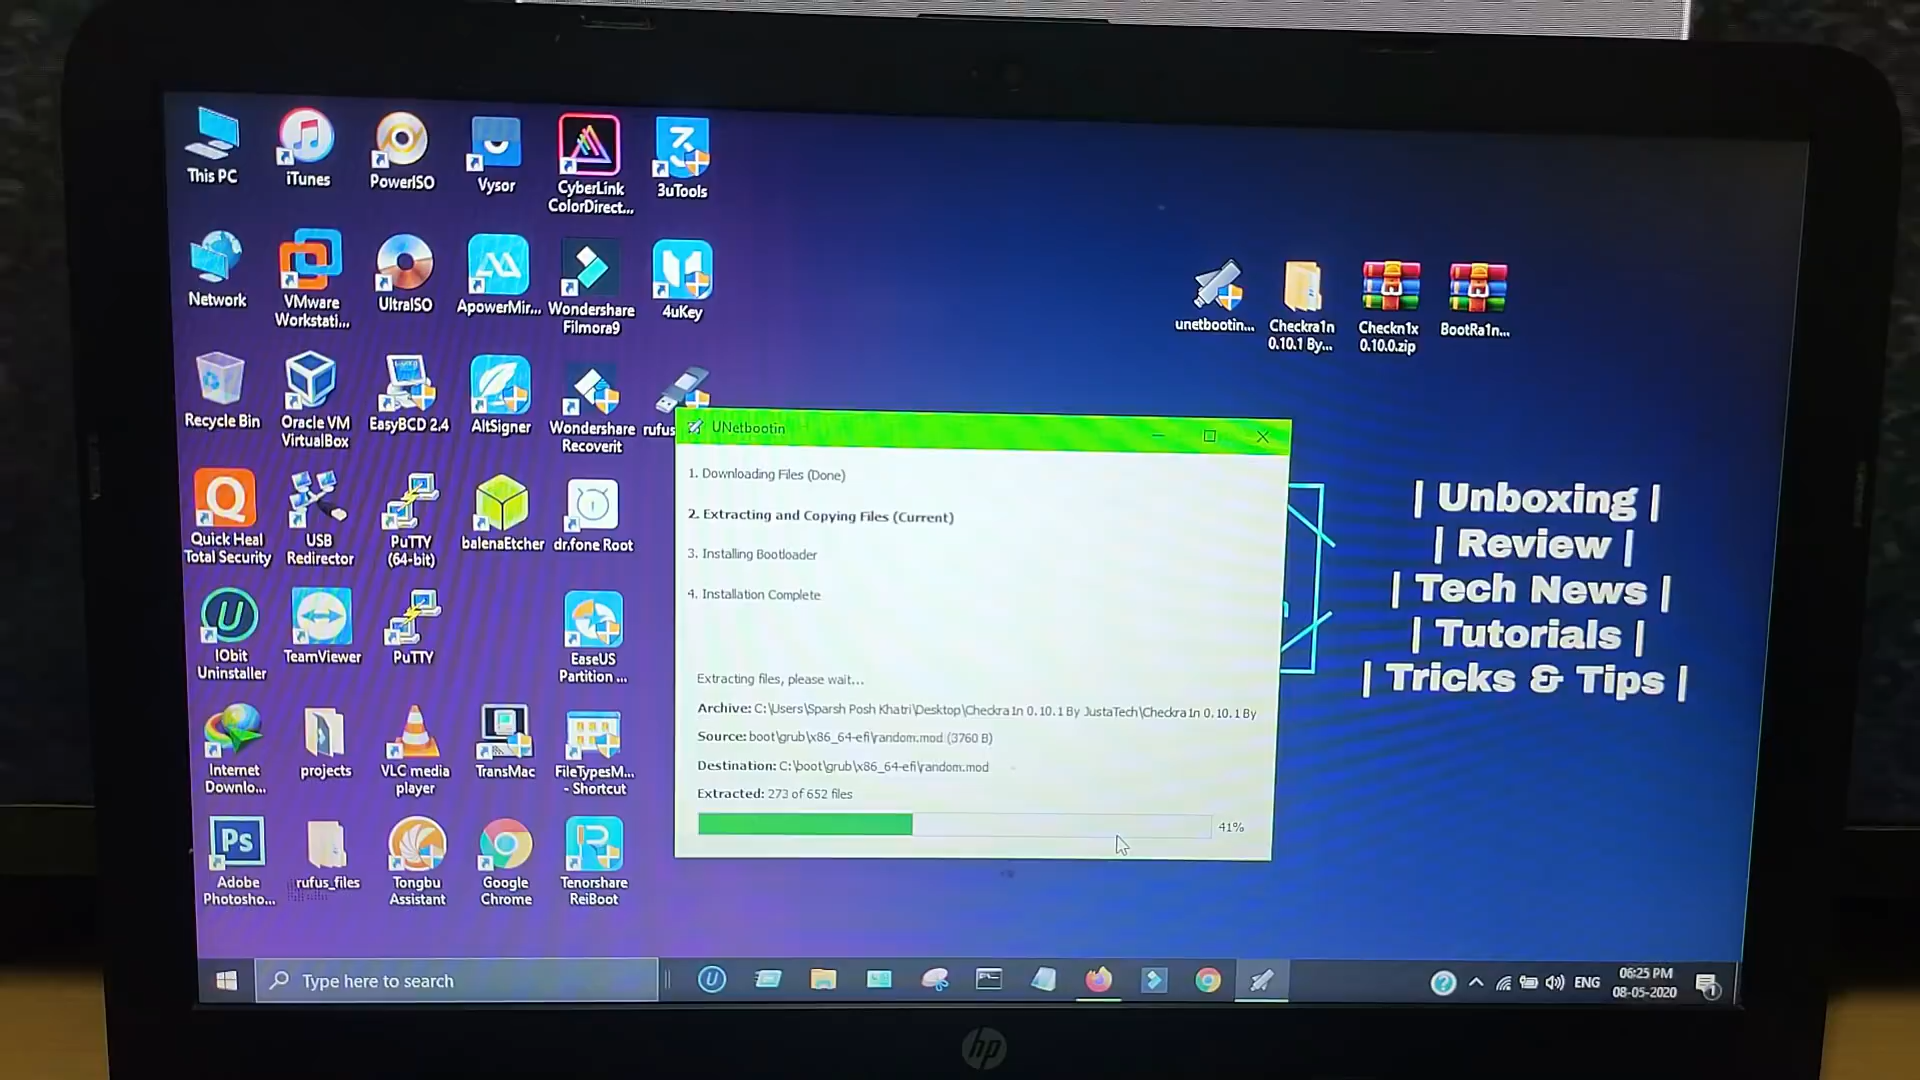 This PC
iTunes
PowerISO
Vysor
CyberLink
ColorDirect...
3uTools
Network
VMware
Workstati...
UltraISO
ApowerMir...
Wondershare
Filmora9
4uKey
unetbootin...
Checkra1n
0.10.1 By...
Checkn1x
0.10.0.zip
BootRa1n...
Recycle Bin
Oracle VM
VirtualBox
EasyBCD 2.4
AltSigner
Wondershare
Recoverit
rufus
UNetbootin
1. Downloading Files (Done)
2. Extracting and Copying Files (Current)
3. Installing Bootloader
4. Installation Complete
Extracting files, please wait...
Archive: C:\Users\Sparsh Posh Khatri\Desktop\Checkra1n 0.10.1 By JustaTech\Checkra1n 0.10.1 By
Source: boot\grub\x86_64-efi\random.mod (3760 B)
Destination: C:\boot\grub\x86_64-efi\random.mod
Extracted: 273 of 652 files
41%
| Unboxing |
| Review |
| Tech News |
| Tutorials |
| Tricks & Tips |
Quick Heal
Total Security
USB
Redirector
PuTTY
(64-bit)
balenaEtcher
dr.fone Root
IObit
Uninstaller
TeamViewer
PuTTY
EaseUS
Partition ...
Internet
Downlo...
projects
VLC media
player
TransMac
FileTypesM...
- Shortcut
Ps
Adobe
Photosho...
rufus_files
Tongbu
Assistant
Google
Chrome
Tenorshare
ReiBoot
Type here to search
ENG
06:25 PM
08-05-2020
1
hp